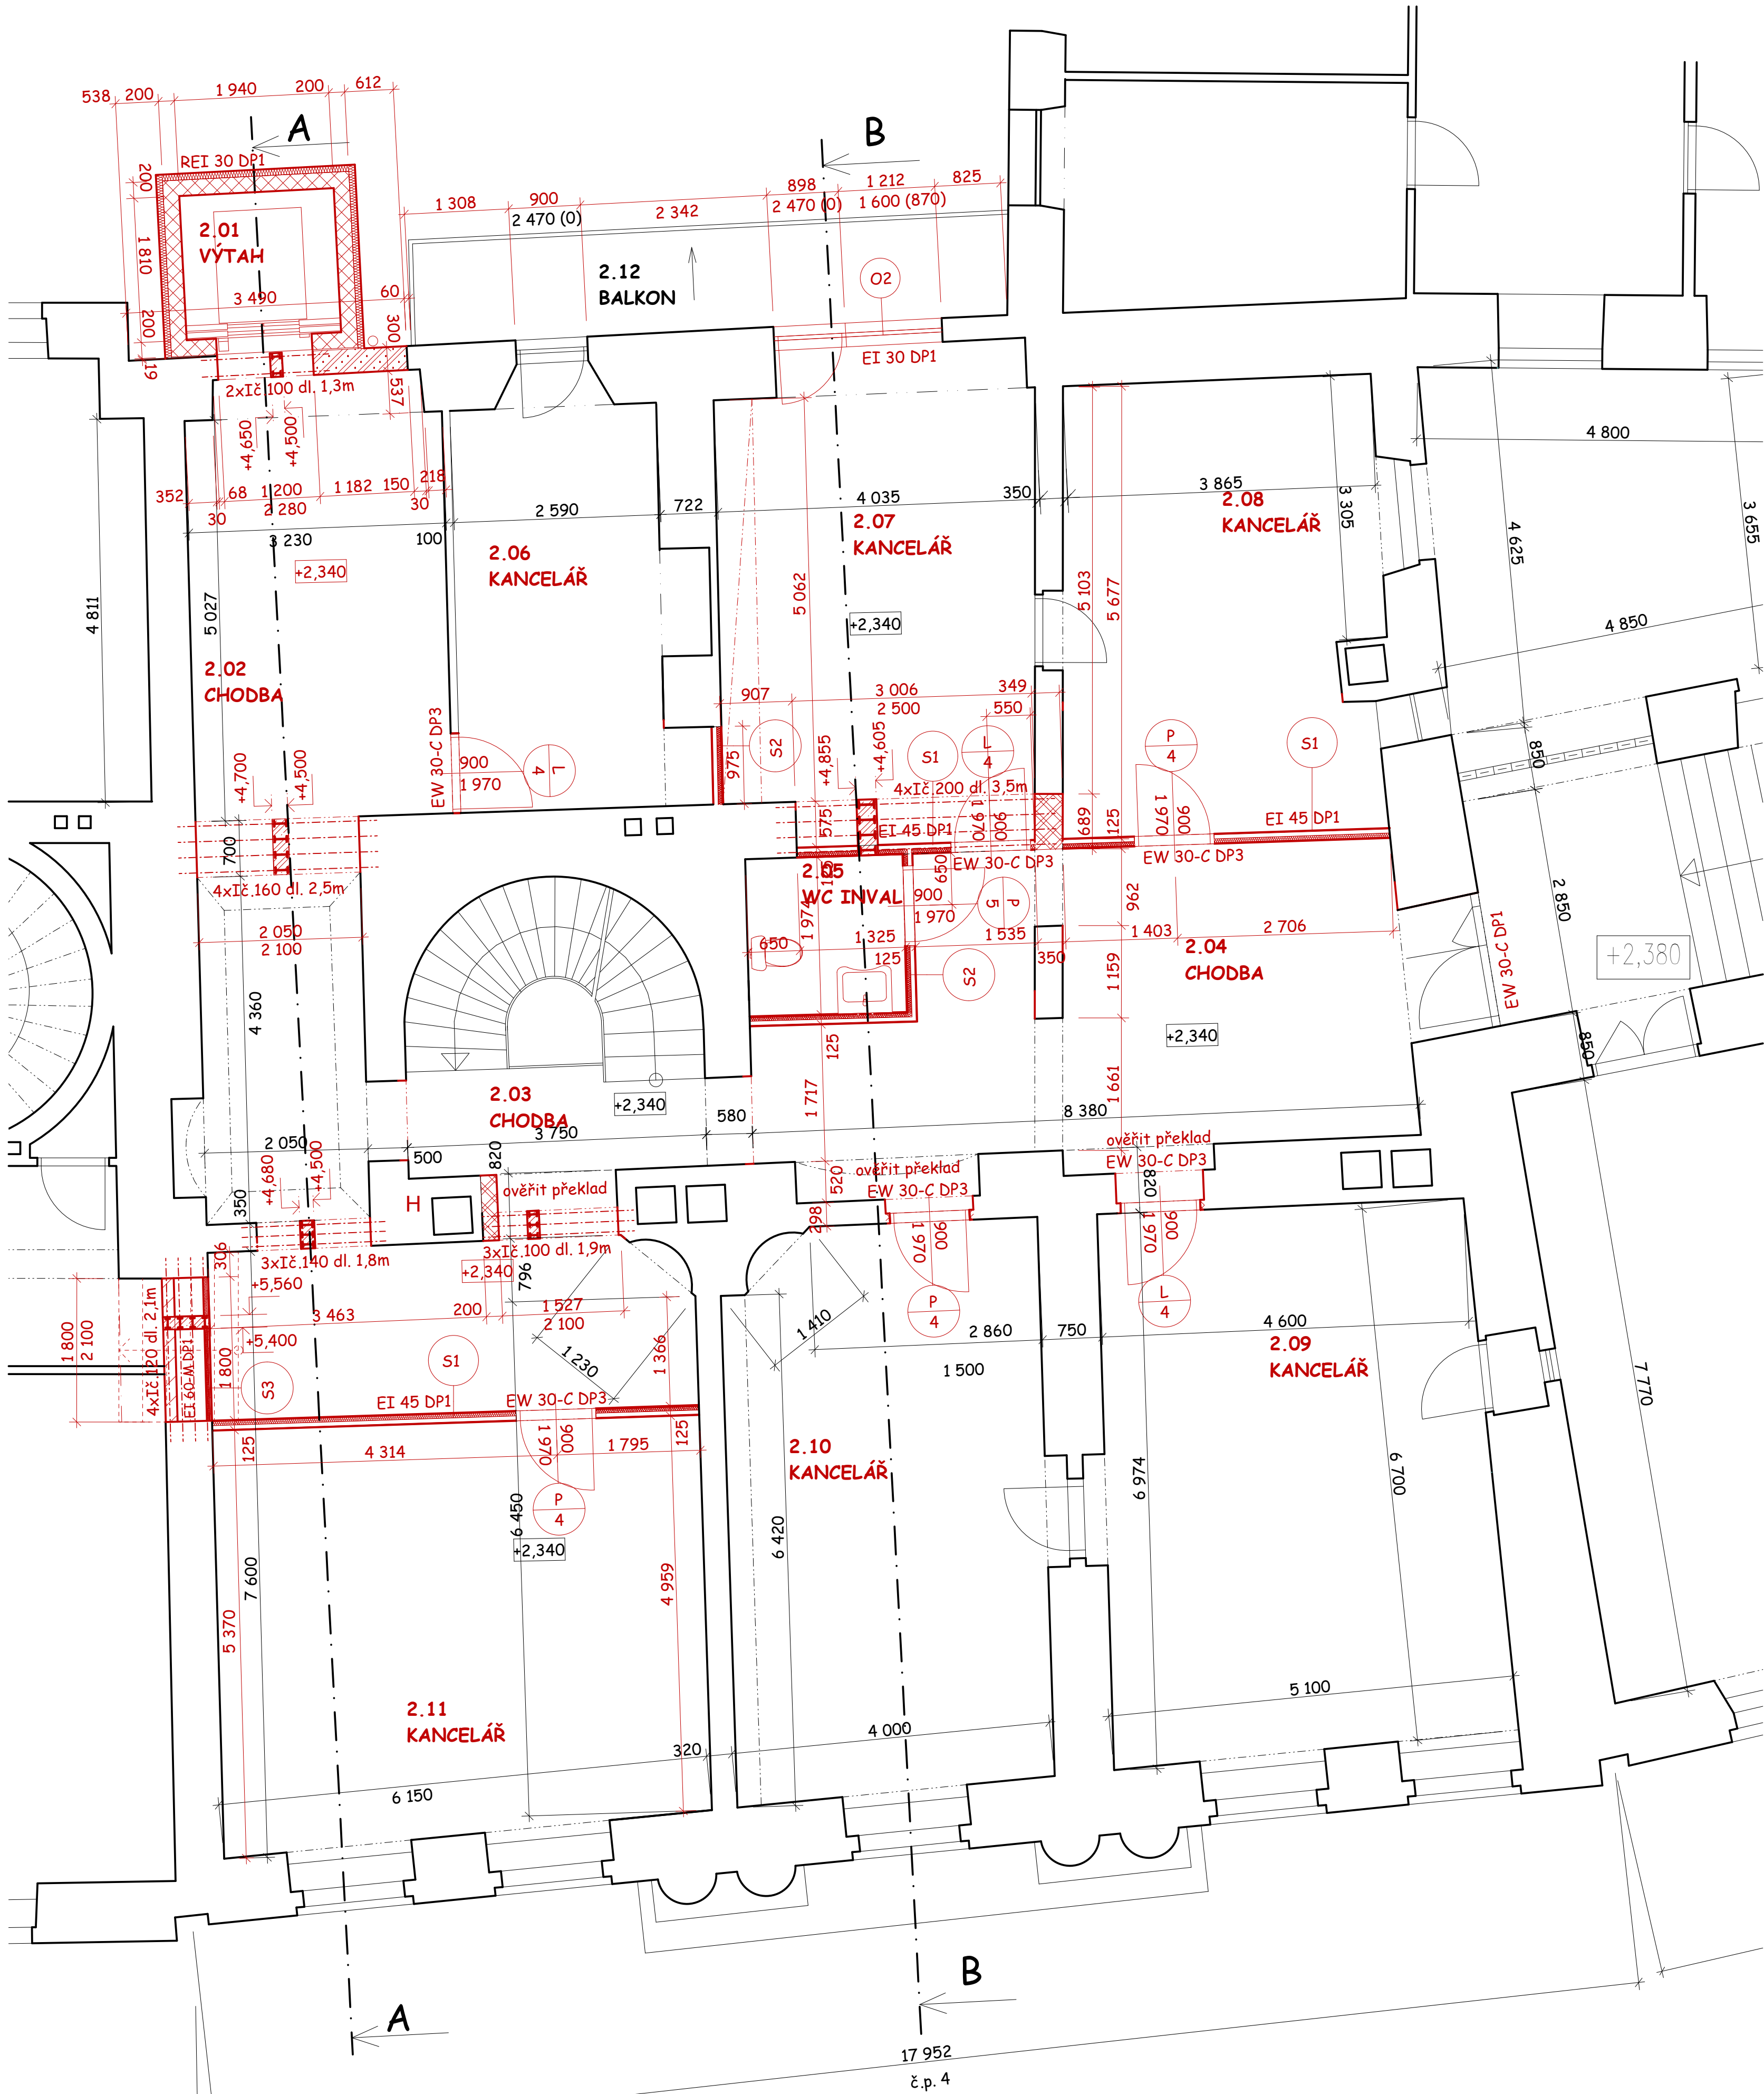 538
200
1 940
200
612
A
B
REI 30 DP1
200
1 810
200
19
2.01
VÝTAH
3 490
60
300
537
1 308
900
2 470 (0)
2 342
898
2 470 (0)
1 212
1 600 (870)
825
2.12
BALKON
O2
EI 30 DP1
2xIč.100 dl. 1,3m
+4,650
+4,500
352
68
1 200
1 182
150
218
30
2 280
30
3 230
100
2 590
722
4 035
350
3 865
4 800
+2,340
2.06
KANCELÁŘ
2.07
KANCELÁŘ
2.08
KANCELÁŘ
3 305
4 625
3 655
4 811
5 027
5 062
5 103
5 677
+2,340
4 850
2.02
CHODBA
907
3 006
349
2 500
550
EW 30-C DP3
900
1 970
L
4
975
S2
+4,855
+4,605
S1
L
4
P
4
S1
850
+4,700
+4,500
700
4xIč.160 dl. 2,5m
4xIč.200 dl. 3,5m
575
EI 45 DP1
1 970
900
689
125
1 970
900
EI 45 DP1
EW 30-C DP3
EW 30-C DP3
2.05
WC INVAL
125
1 974
650
900
1 970
P
5
962
2 850
2 050
2 100
650
1 325
125
1 535
350
1 403
2 706
2.04
CHODBA
S2
1 159
EW 30-C DP1
+2,380
4 360
125
+2,340
850
2.03
CHODBA
+2,340
1 717
1 661
580
8 380
3 750
2 050
500
820
+4,680
+4,500
350
H
ověřit překlad
ověřit překlad
EW 30-C DP3
ověřit překlad
EW 30-C DP3
520
820
298
306
3xIč.140 dl. 1,8m
3xIč.100 dl. 1,9m
+2,340
796
1 970
900
1 970
900
+5,560
3 463
200
1 527
2 100
P
4
L
4
1 410
1 800
2 100
4xIč.120 dl. 2,1m
EI 60-M DP1
1 800
+5,400
S3
S1
1 230
1 366
2 860
750
4 600
1 500
2.09
KANCELÁŘ
7 770
EI 45 DP1
EW 30-C DP3
125
4 314
1 970
900
1 795
125
2.10
KANCELÁŘ
P
4
6 450
+2,340
6 974
6 700
6 420
7 600
4 959
5 370
2.11
KANCELÁŘ
5 100
4 000
320
6 150
B
A
17 952
č.p. 4